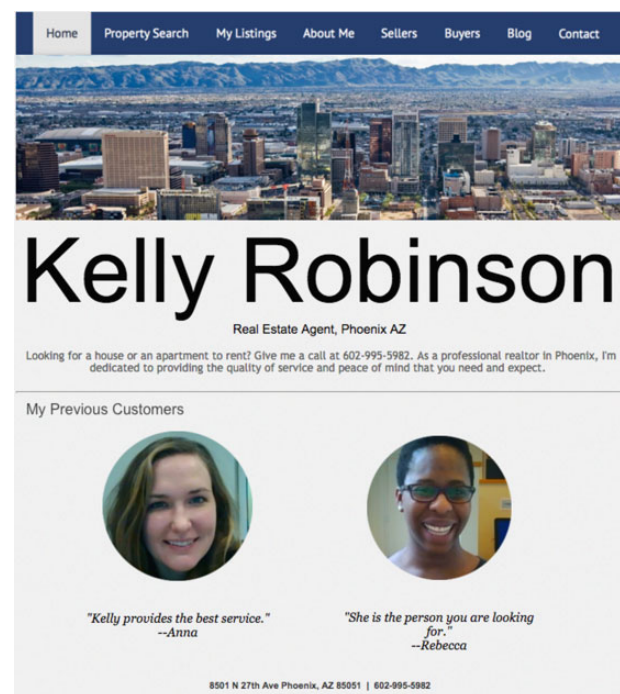 Home Property Search My Listings About Me Sellers Buyers Blog Contact
Kelly Robinson
Real Estate Agent, Phoenix AZ
Looking for a house or an apartment to rent? Give me a call at 602-995-5982. As a professional realtor in Phoenix, I'm
dedicated to providing the quality of service and peace of mind that you need and expect.
My Previous Customers
"Kelly provides the best service."
--Anna
"She is the person you are looking
for."
--Rebecca
8501 N 27th Ave Phoenix, AZ 85051 | 602-995-5982